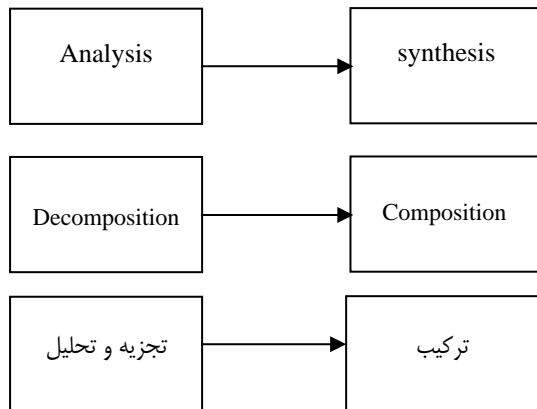 Analysis
synthesis
Decomposition
Composition
تجزیه و تحلیل
ترکیب